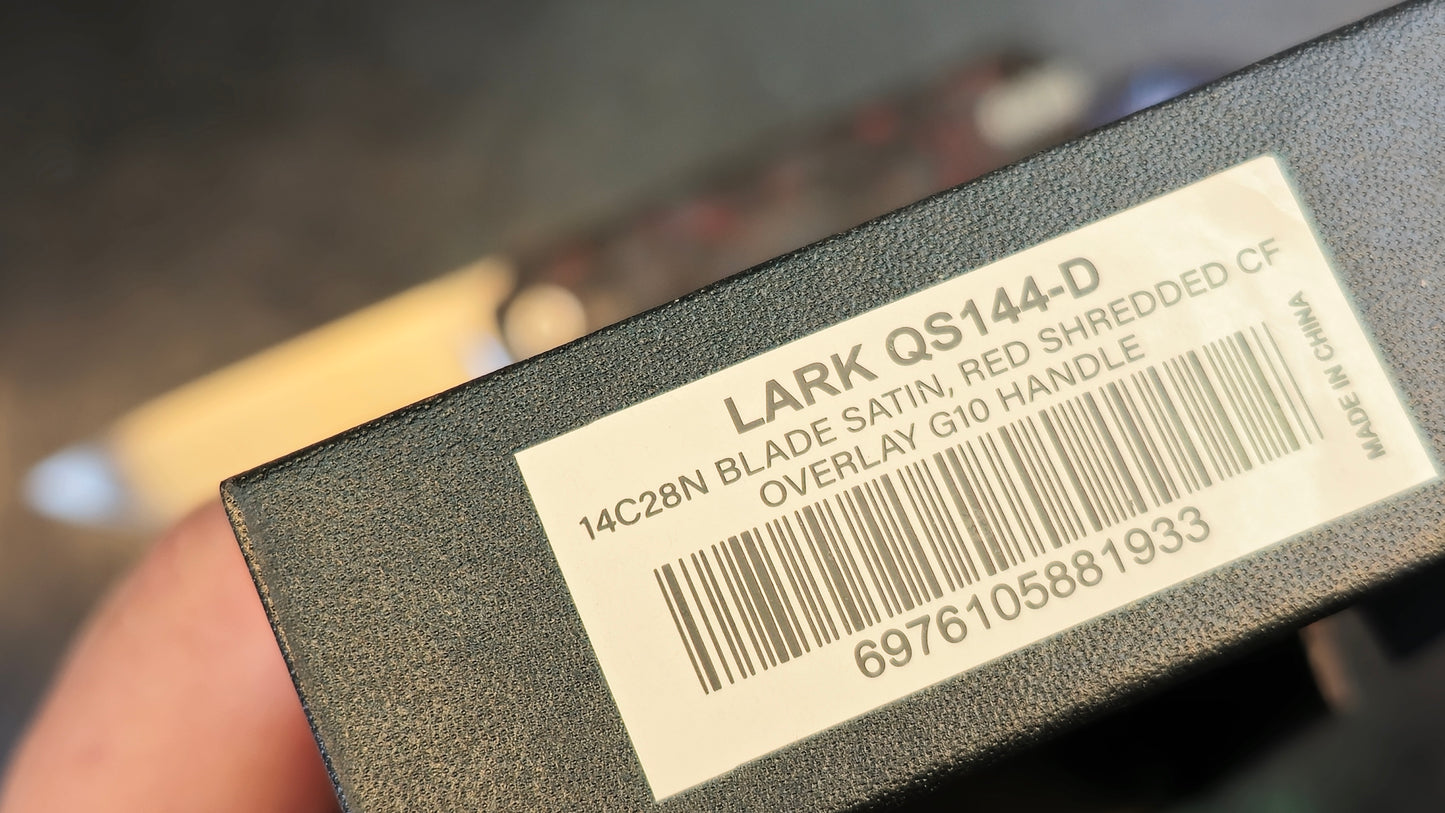 LARK QS144-D
14C28N BLADE SATIN, RED SHREDDED CF
OVERLAY G10 HANDLE
6976105881933
MADE IN CHINA